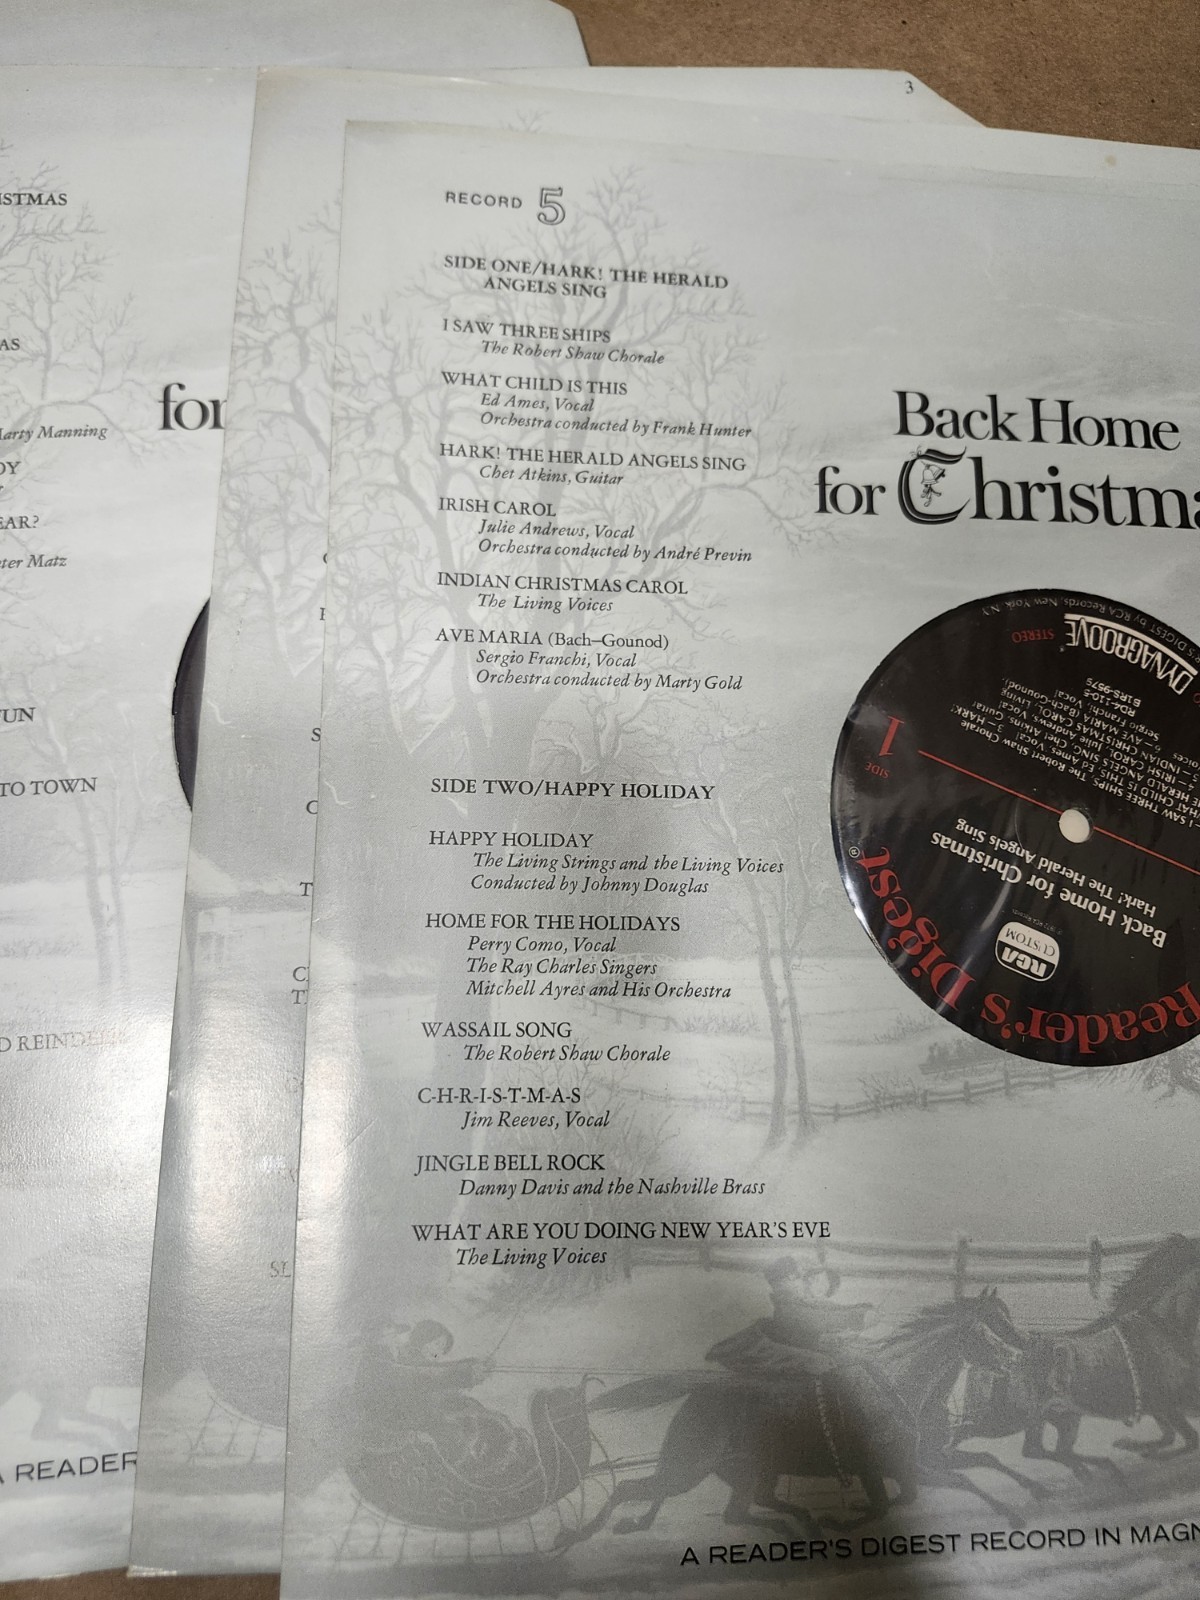 3
RECORD 5
SIDE ONE/HARK! THE HERALD
ANGELS SING
I SAW THREE SHIPS
The Robert Shaw Chorale
WHAT CHILD IS THIS
Ed Ames, Vocal
Orchestra conducted by Frank Hunter
HARK! THE HERALD ANGELS SING
Chet Atkins, Guitar
IRISH CAROL
Julie Andrews, Vocal
Orchestra conducted by André Previn
INDIAN CHRISTMAS CAROL
The Living Voices
AVE MARIA (Bach–Gounod)
Sergio Franchi, Vocal
Orchestra conducted by Marty Gold
SIDE TWO/HAPPY HOLIDAY
HAPPY HOLIDAY
The Living Strings and the Living Voices
Conducted by Johnny Douglas
HOME FOR THE HOLIDAYS
Perry Como, Vocal
The Ray Charles Singers
Mitchell Ayres and His Orchestra
WASSAIL SONG
The Robert Shaw Chorale
C-H-R-I-S-T-M-A-S
Jim Reeves, Vocal
JINGLE BELL ROCK
Danny Davis and the Nashville Brass
WHAT ARE YOU DOING NEW YEAR'S EVE
The Living Voices
Back Home
for Christma
A READER'S DIGEST RECORD IN MAGN
Reader's Digest®
RCA
CUSTOM
Back Home for Christmas
Hark! The Herald Angels Sing
SIDE
1
RD4-110-5
B1RS-9575
STEREO
DYNAGROOVE
ISTMAS
AS
for
arty Manning
DY
EAR?
ter Matz
FUN
TO TOWN
D REINDE
A READER